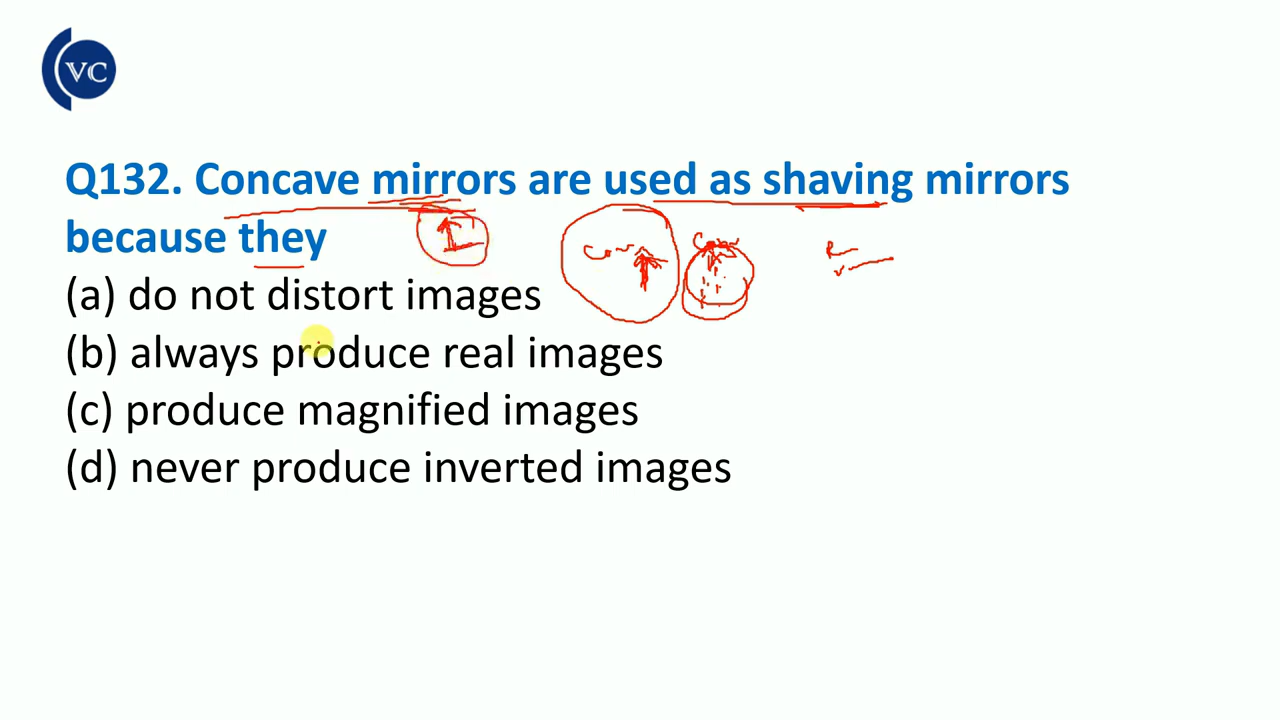 VC
Q132. Concave mirrors are used as shaving mirrors
because they
(a) do not distort images
(b) always produce real images
(c) produce magnified images
(d) never produce inverted images